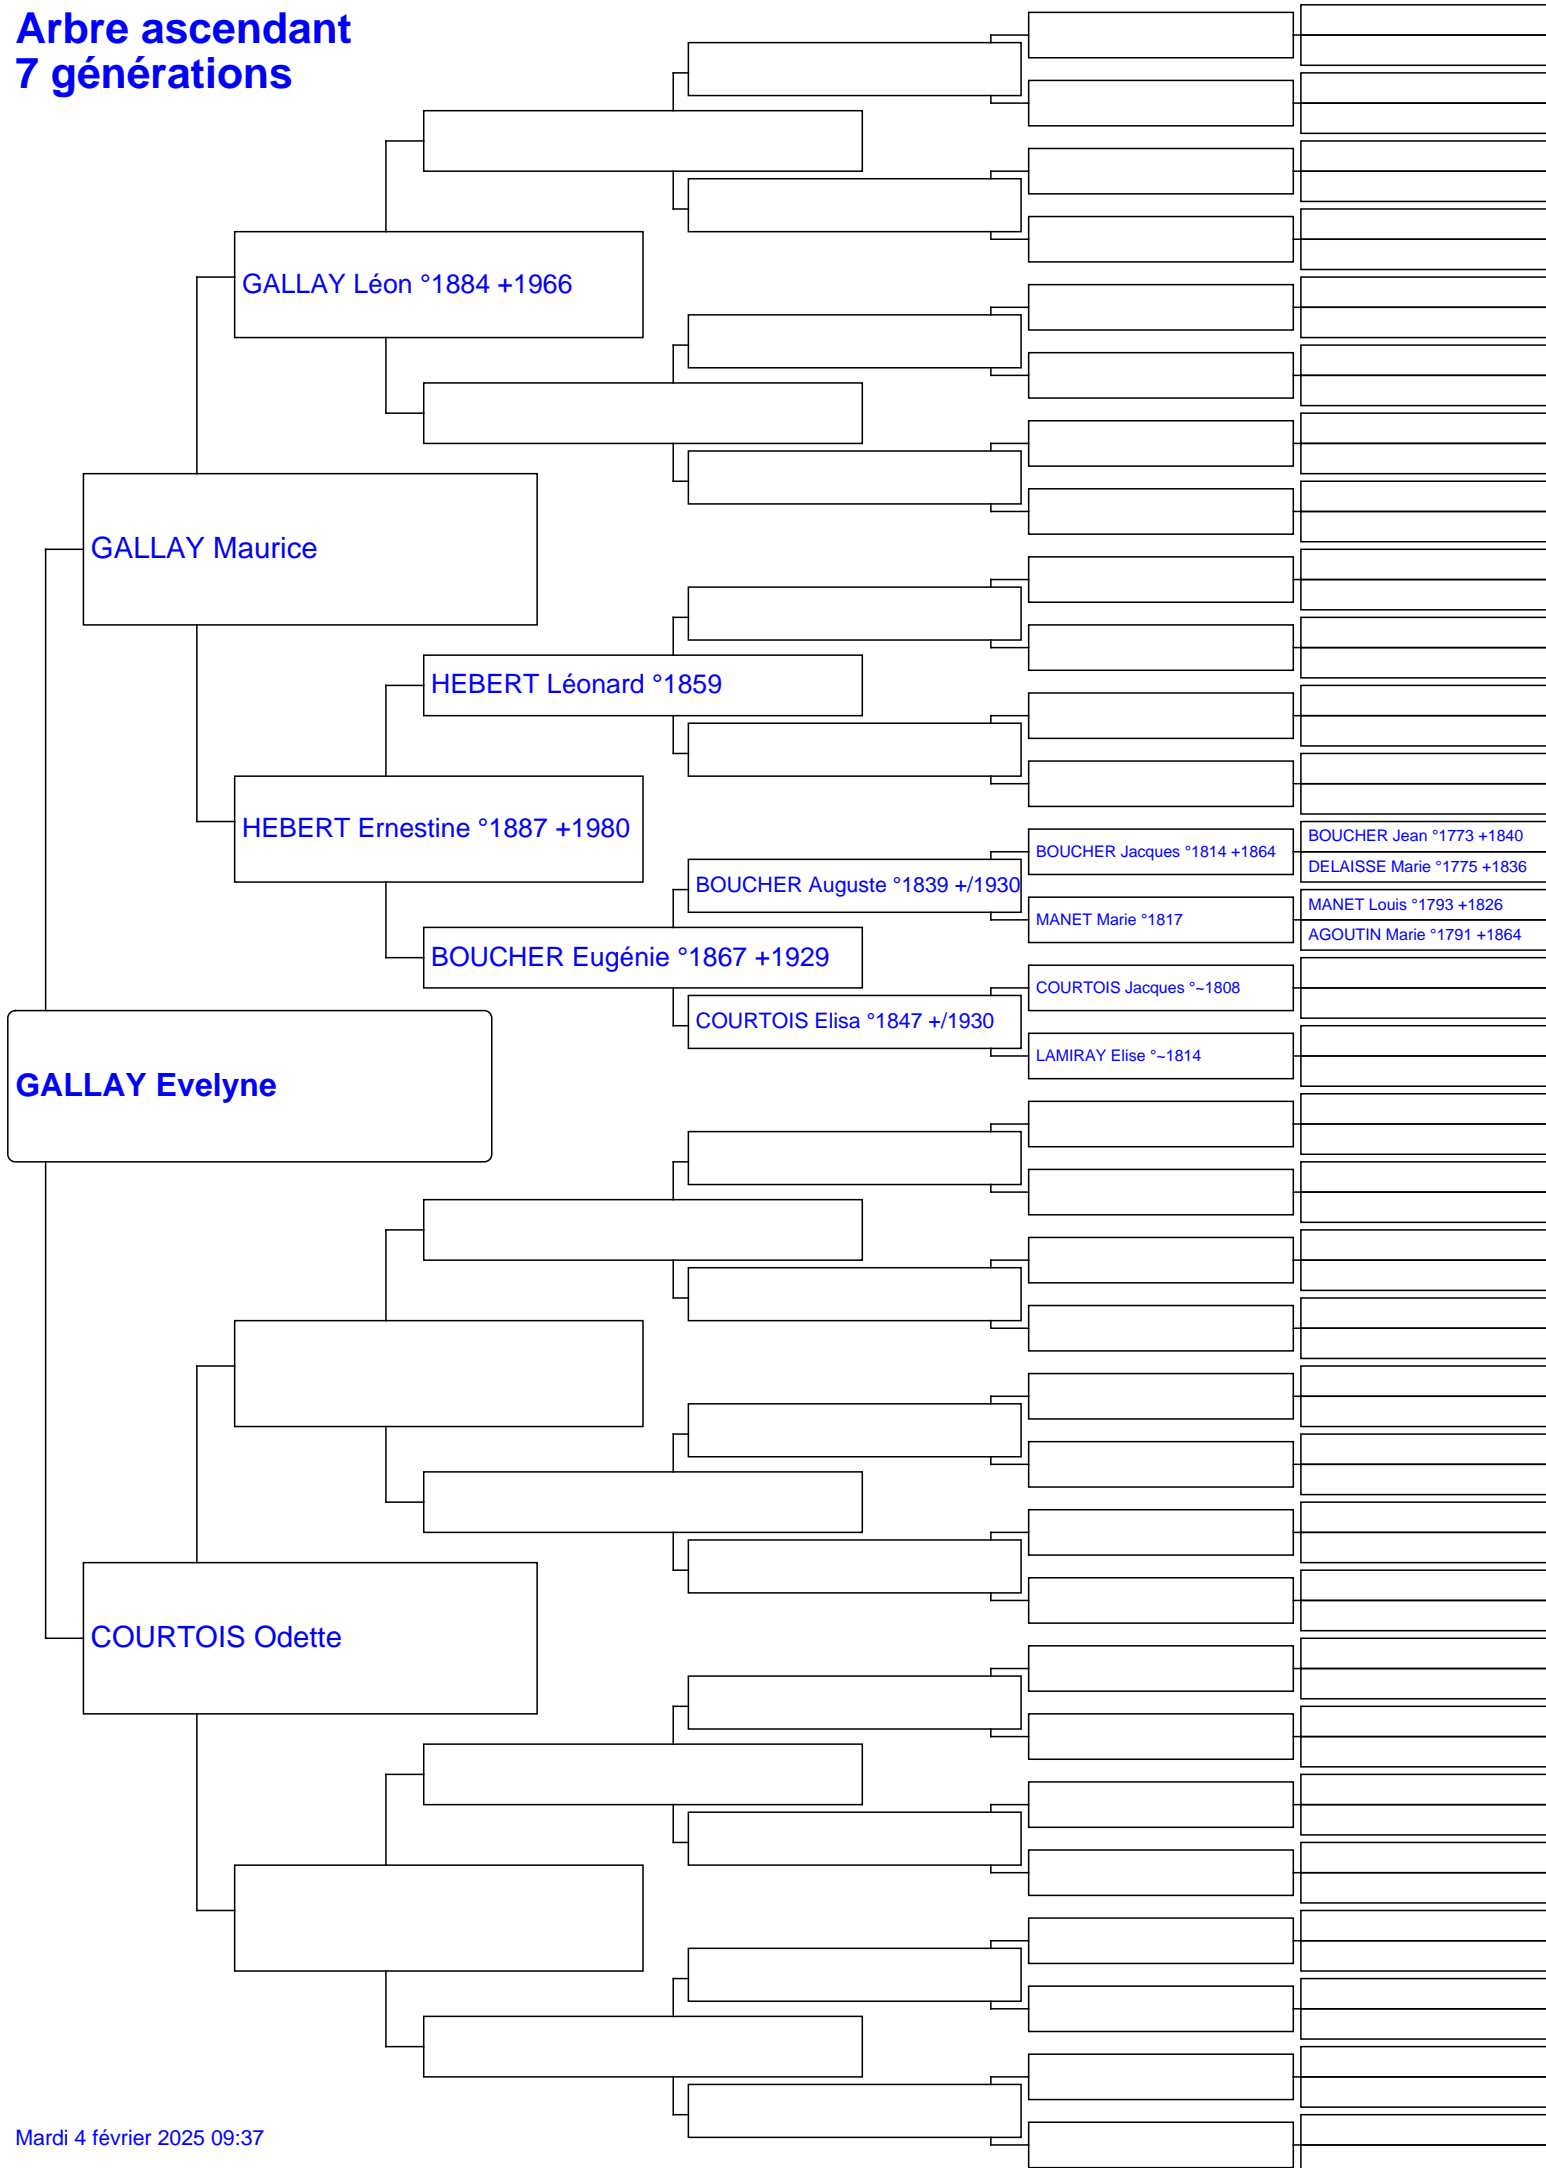 Arbre ascendant
7 générations
GALLAY Léon °1884 +1966
GALLAY Maurice
HEBERT Léonard °1859
HEBERT Ernestine °1887 +1980
BOUCHER Jean °1773 +1840
BOUCHER Jacques °1814 +1864
DELAISSE Marie °1775 +1836
BOUCHER Auguste °1839 +/1930
MANET Louis °1793 +1826
MANET Marie °1817
AGOUTIN Marie °1791 +1864
BOUCHER Eugénie °1867 +1929
COURTOIS Jacques °~1808
COURTOIS Elisa °1847 +/1930
LAMIRAY Elise °~1814
GALLAY Evelyne
COURTOIS Odette
Mardi 4 février 2025 09:37